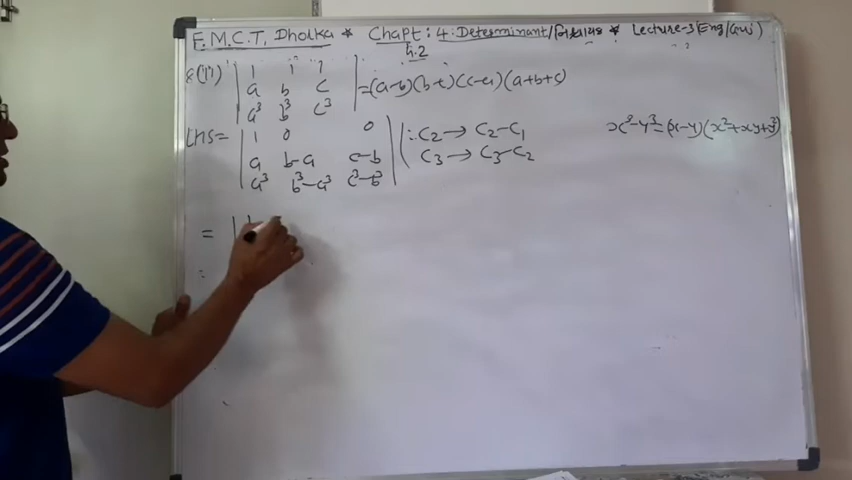 F.M.C.T. Dholka * Chapt: 4. Determinant/ * Lecture-3(Eng/Guj)
4.2
8(ii) | 1 1 1 |
| a b c | = (a-b)(b-c)(c-a)(a+b+c)
| a³ b³ c³ |
LHS = | 1 0 0 | : C₂ → C₂-C₁
| a b-a c-b | C₃ → C₃-C₂
| a³ b³-a³ c³-b³ |
x³-y³=(x-y)(x²+xy+y²)
= | 1